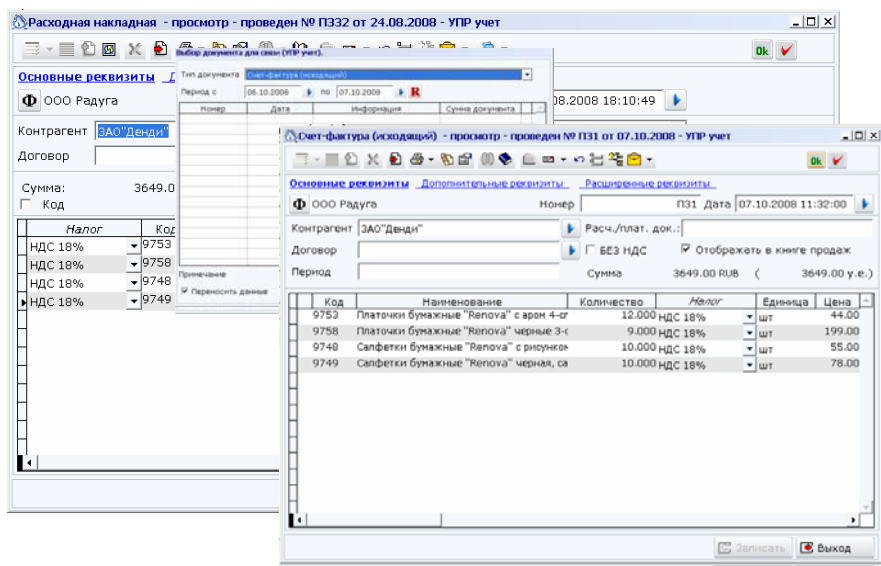 Расходная накладная - просмотр - проведен № П332 от 24.08.2008 - УПР учет
Ok
Основные реквизиты
Ф ООО Радуга
08.2008 18:10:49
Контрагент ЗАО"Денди"
Договор
Сумма: 3649.0
Код
Налог Код
НДС 18% 9753
НДС 18% 9758
НДС 18% 9748
НДС 18% 9749
Выбор документа для связи (УПР учет).
Тип документа Счет-фактура (исходящий)
Период с 06.10.2008 по 07.10.2008 R
Номер Дата Информация Сумма документа
Примечание
Переносить данные
Счет-фактура (исходящий) - просмотр - проведен № П31 от 07.10.2008 - УПР учет
Ok
Основные реквизиты Дополнительные реквизиты Расширенные реквизиты
Ф ООО Радуга Номер П31 Дата 07.10.2008 11:32:00
Контрагент ЗАО"Денди" Расч./плат. док.:
Договор БЕЗ НДС Отображать в книге продаж
Период Сумма 3649.00 RUB ( 3649.00 у.е.)
Код Наименование Количество Налог Единица Цена
9753 Платочки бумажные "Renova" с аром 4-сл 12.000 НДС 18% шт 44.00
9758 Платочки бумажные "Renova" черные 3-с 9.000 НДС 18% шт 199.00
9748 Салфетки бумажные "Renova" с рисунком 10.000 НДС 18% шт 55.00
9749 Салфетки бумажные "Renova" черная, са 10.000 НДС 18% шт 78.00
Записать Выход